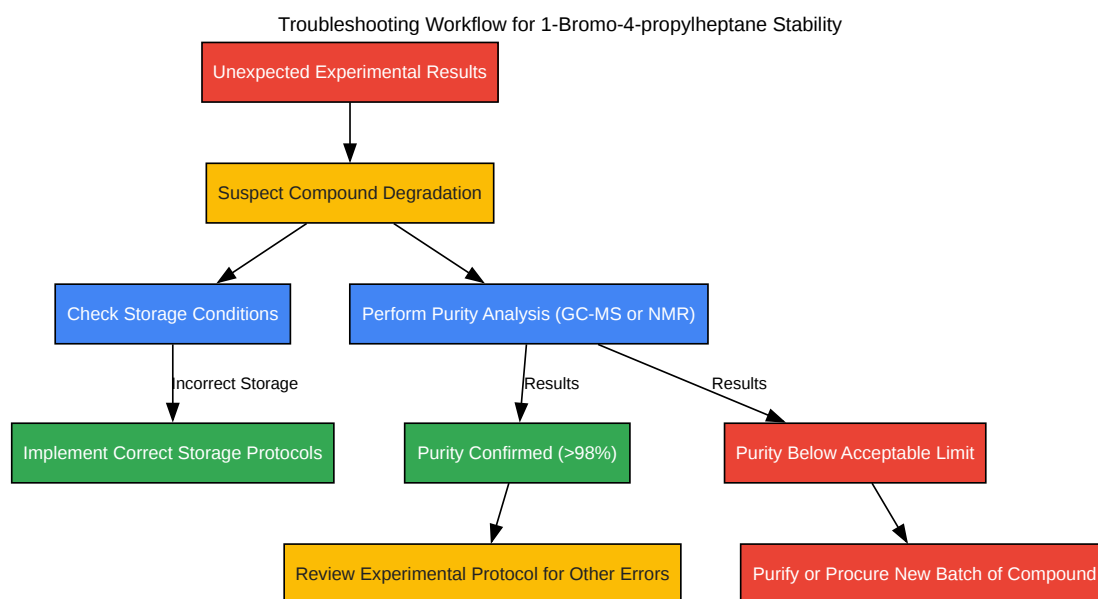 Troubleshooting Workflow for 1-Bromo-4-propylheptane Stability
Unexpected Experimental Results
Suspect Compound Degradation
Check Storage Conditions
Perform Purity Analysis (GC-MS or NMR)
Incorrect Storage
Results
Results
Implement Correct Storage Protocols
Purity Confirmed (>98%)
Purity Below Acceptable Limit
Review Experimental Protocol for Other Errors
Purify or Procure New Batch of Compound